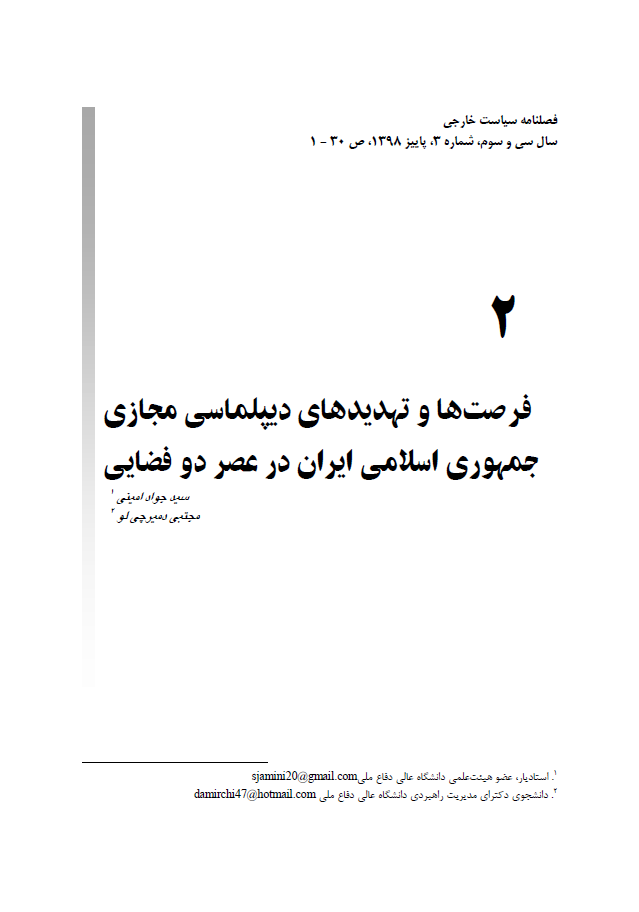 فصلنامه سیاست خارجی
سال سی و سوم، شماره ۳، پاییز ۱۳۹۸، ص ۳۰ - ۱
۲
فرصت‌ها و تهدیدهای دیپلماسی مجازی
جمهوری اسلامی ایران در عصر دو فضایی
سید جواد امینی ۱
مجتبی دمیرچی لو ۲
۱. استادیار، عضو هیئت‌علمی دانشگاه عالی دفاع ملیsjamini20@gmail.com
۲. دانشجوی دکترای مدیریت راهبردی دانشگاه عالی دفاع ملی damirchi47@hotmail.com